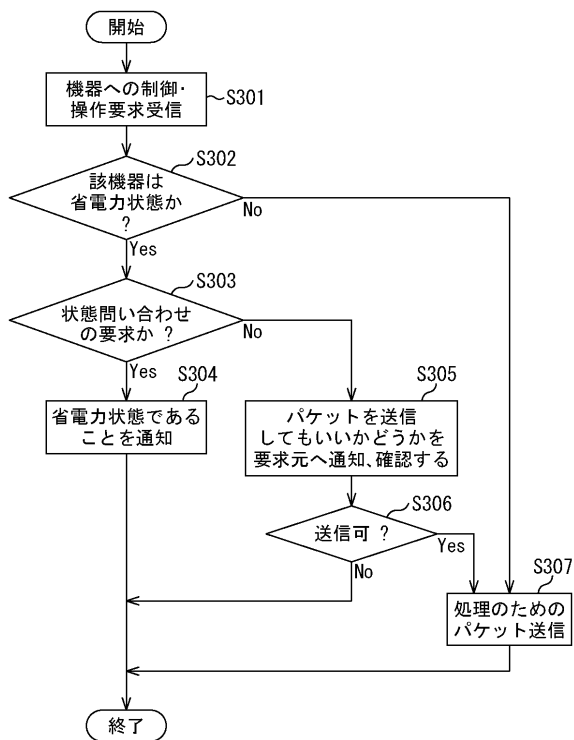 開始
機器への制御・
操作要求受信
S301
S302
該機器は
省電力状態か
?
No
Yes
S303
状態問い合わせ
の要求か ?
No
Yes
S304
省電力状態である
ことを通知
S305
パケットを送信
してもいいかどうかを
要求元へ通知、確認する
S306
送信可 ?
Yes
No
S307
処理のための
パケット送信
終了